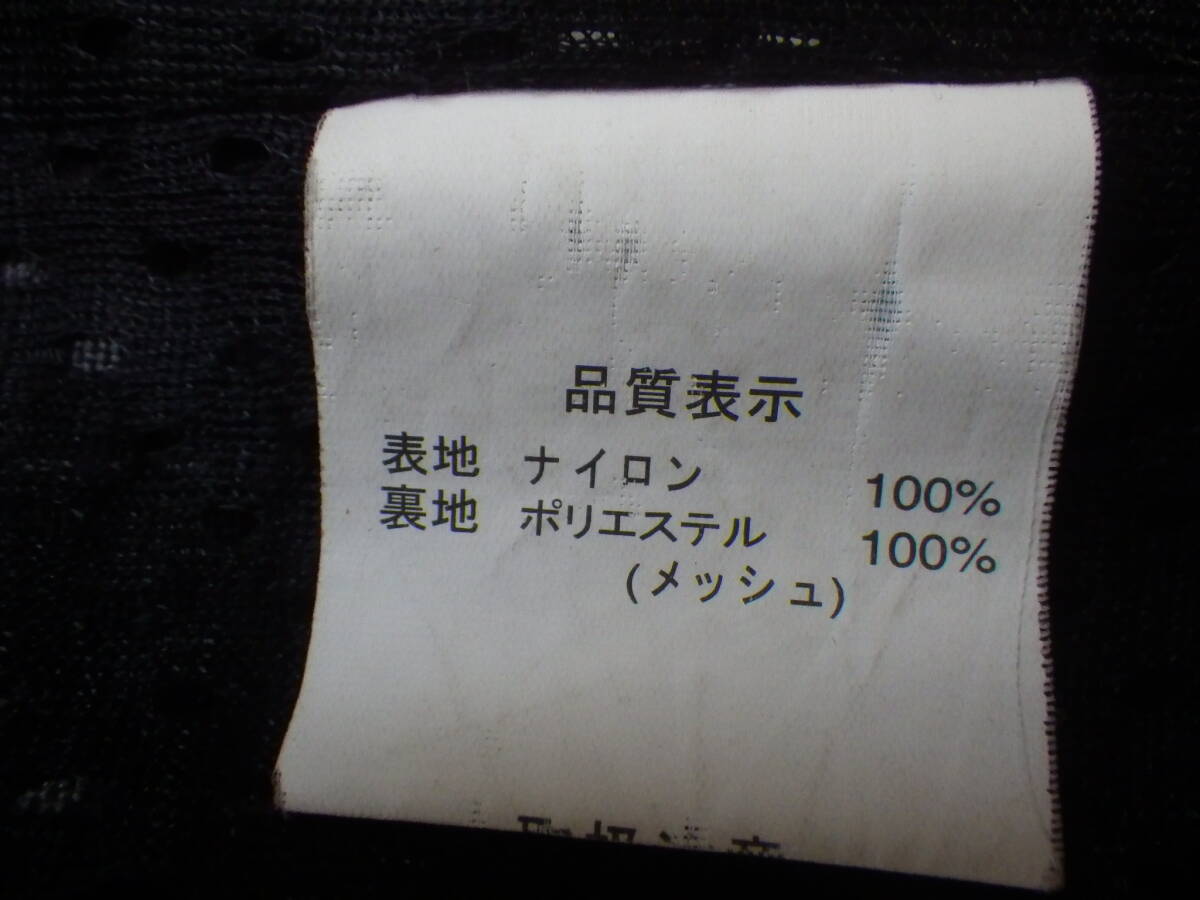 品質表示
表地 ナイロン 100%
裏地 ポリエステル 100%
(メッシュ)